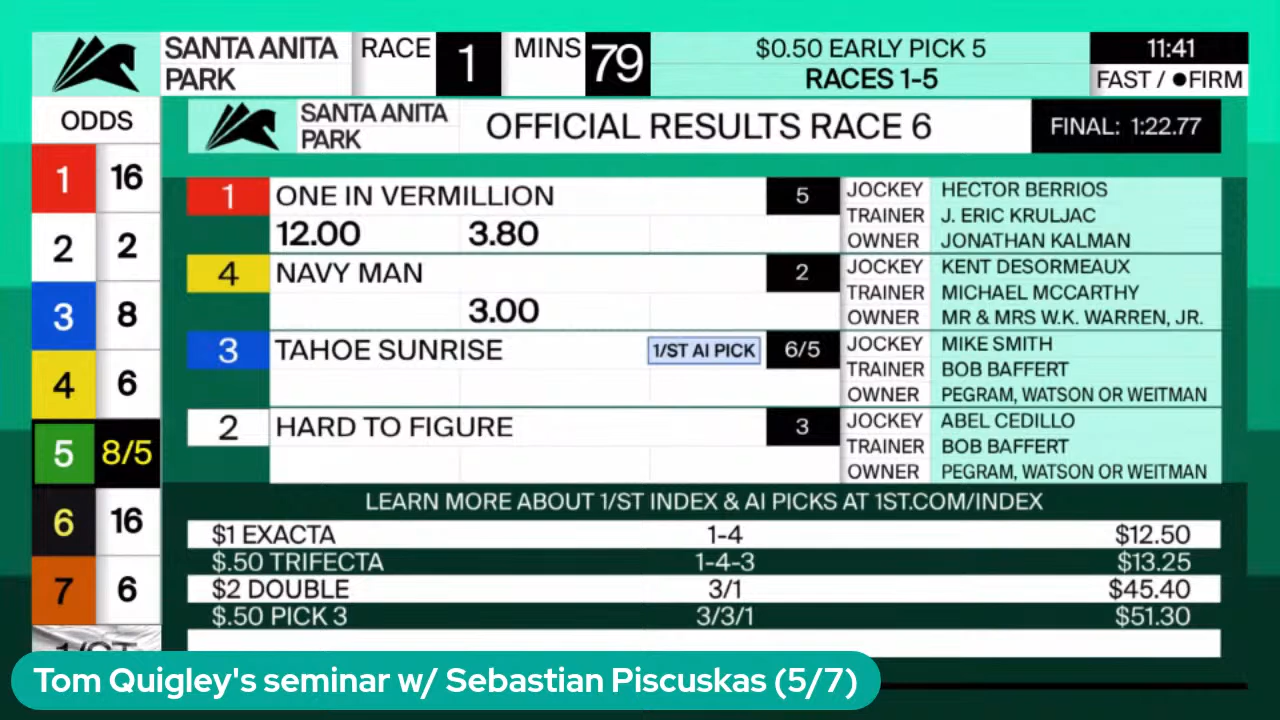 SANTA ANITA PARK RACE 1 MINS 79 $0.50 EARLY PICK 5 RACES 1-5 11:41 FAST / ●FIRM
ODDS
1 16
2 2
3 8
4 6
5 8/5
6 16
7 6
1/ST
SANTA ANITA PARK OFFICIAL RESULTS RACE 6 FINAL: 1:22.77
1 ONE IN VERMILLION 5 JOCKEY HECTOR BERRIOS
TRAINER J. ERIC KRULJAC
12.00 3.80 OWNER JONATHAN KALMAN
4 NAVY MAN 2 JOCKEY KENT DESORMEAUX
TRAINER MICHAEL MCCARTHY
3.00 OWNER MR & MRS W.K. WARREN, JR.
3 TAHOE SUNRISE 1/ST AI PICK 6/5 JOCKEY MIKE SMITH
TRAINER BOB BAFFERT
OWNER PEGRAM, WATSON OR WEITMAN
2 HARD TO FIGURE 3 JOCKEY ABEL CEDILLO
TRAINER BOB BAFFERT
OWNER PEGRAM, WATSON OR WEITMAN
LEARN MORE ABOUT 1/ST INDEX & AI PICKS AT 1ST.COM/INDEX
$1 EXACTA 1-4 $12.50
$.50 TRIFECTA 1-4-3 $13.25
$2 DOUBLE 3/1 $45.40
$.50 PICK 3 3/3/1 $51.30
Tom Quigley's seminar w/ Sebastian Piscuskas (5/7)